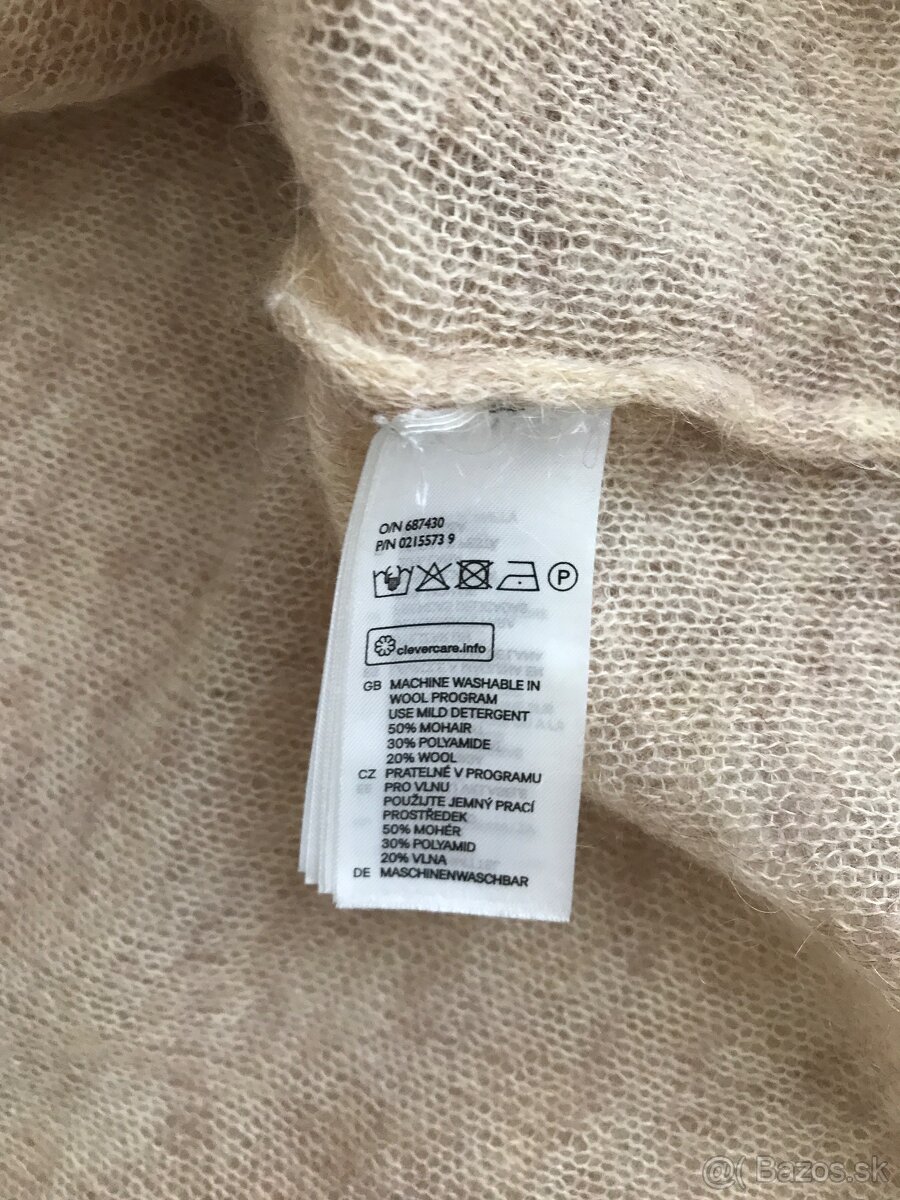 O/N 687430
P/N 0215573 9
P
clevercare.info
GB MACHINE WASHABLE IN
WOOL PROGRAM
USE MILD DETERGENT
50% MOHAIR
30% POLYAMIDE
20% WOOL
CZ PRATELNÉ V PROGRAMU
PRO VLNU
POUŽIJTE JEMNÝ PRACÍ
PROSTŘEDEK
50% MOHÉR
30% POLYAMID
20% VLNA
DE MASCHINENWASCHBAR
@( Bazos.sk